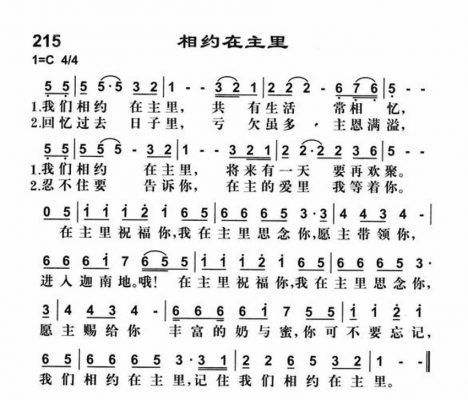 215 相约在主里
1=C 4/4
5 5 | 5 5 5·5 3 2 | 1 - - 3 2 1 | 2 2 2·2 6 7 6 | 5 - -
1.我们相约 在主里, 共 有生活 常相 忆,
2.回忆过去 日子里, 亏 欠虽多· 主恩满溢,
5 5 | 5 5 5 - 3 2 | 1 - - 3 2 1 | 2 2 - 2·2 3 6 | 5 - -
1.我们相约 在主里, 将来有一天 要再欢聚。
2.忍不住要 告诉你, 在主的爱里 我等着你。
0 5 | i i i 2 i 6 5 | 6 6 6 5 3·3 | 4 3 4 4 - |
在主里祝福你,我在主里思念你,愿主带领你,
6 6 6 i 7 6 5 5 | i i i 2 i 6 5 | 6 6 6 5 3· |
进入迦南地。哦! 在主里祝福你,我在主里思念你,
3 | 4 4 3 4 - | 6 6 6 6 i 7 5 5 | i i i 2 -
愿主赐给你 丰富的奶与蜜,你可不要忘记,
6 5 | 6 6 6 5 3·3 1 | 2 2 6 5 3 2 | 1 - - ‖
我们相约在主里,记住我们相约在主里。